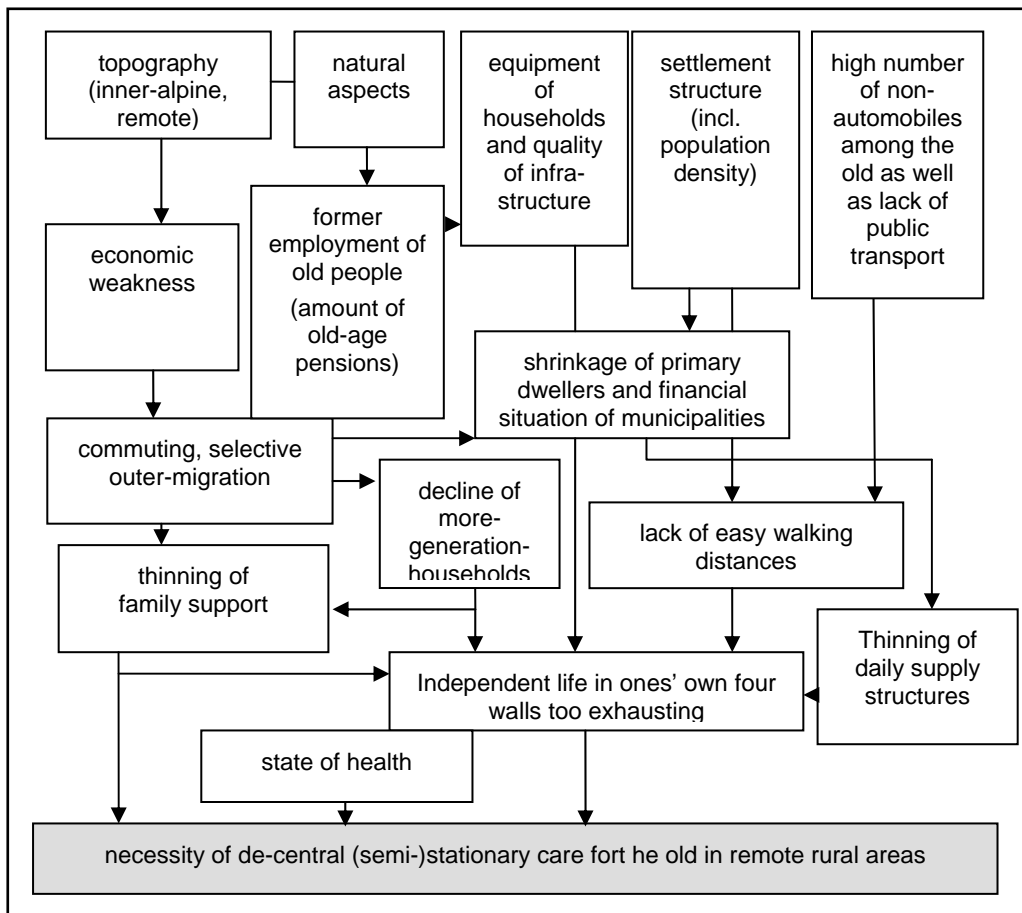 topography
(inner-alpine,
remote)
natural
aspects
equipment
of
households
and quality
of infra-
structure
settlement
structure
(incl.
population
density)
high number
of non-
automobiles
among the
old as well
as lack of
public
transport
economic
weakness
former
employment of
old people
(amount of
old-age
pensions)
shrinkage of primary
dwellers and financial
situation of municipalities
commuting, selective
outer-migration
decline of
more-
generation-
households
lack of easy walking
distances
thinning of
family support
Thinning of
daily supply
structures
Independent life in ones’ own four
walls too exhausting
state of health
necessity of de-central (semi-)stationary care fort he old in remote rural areas